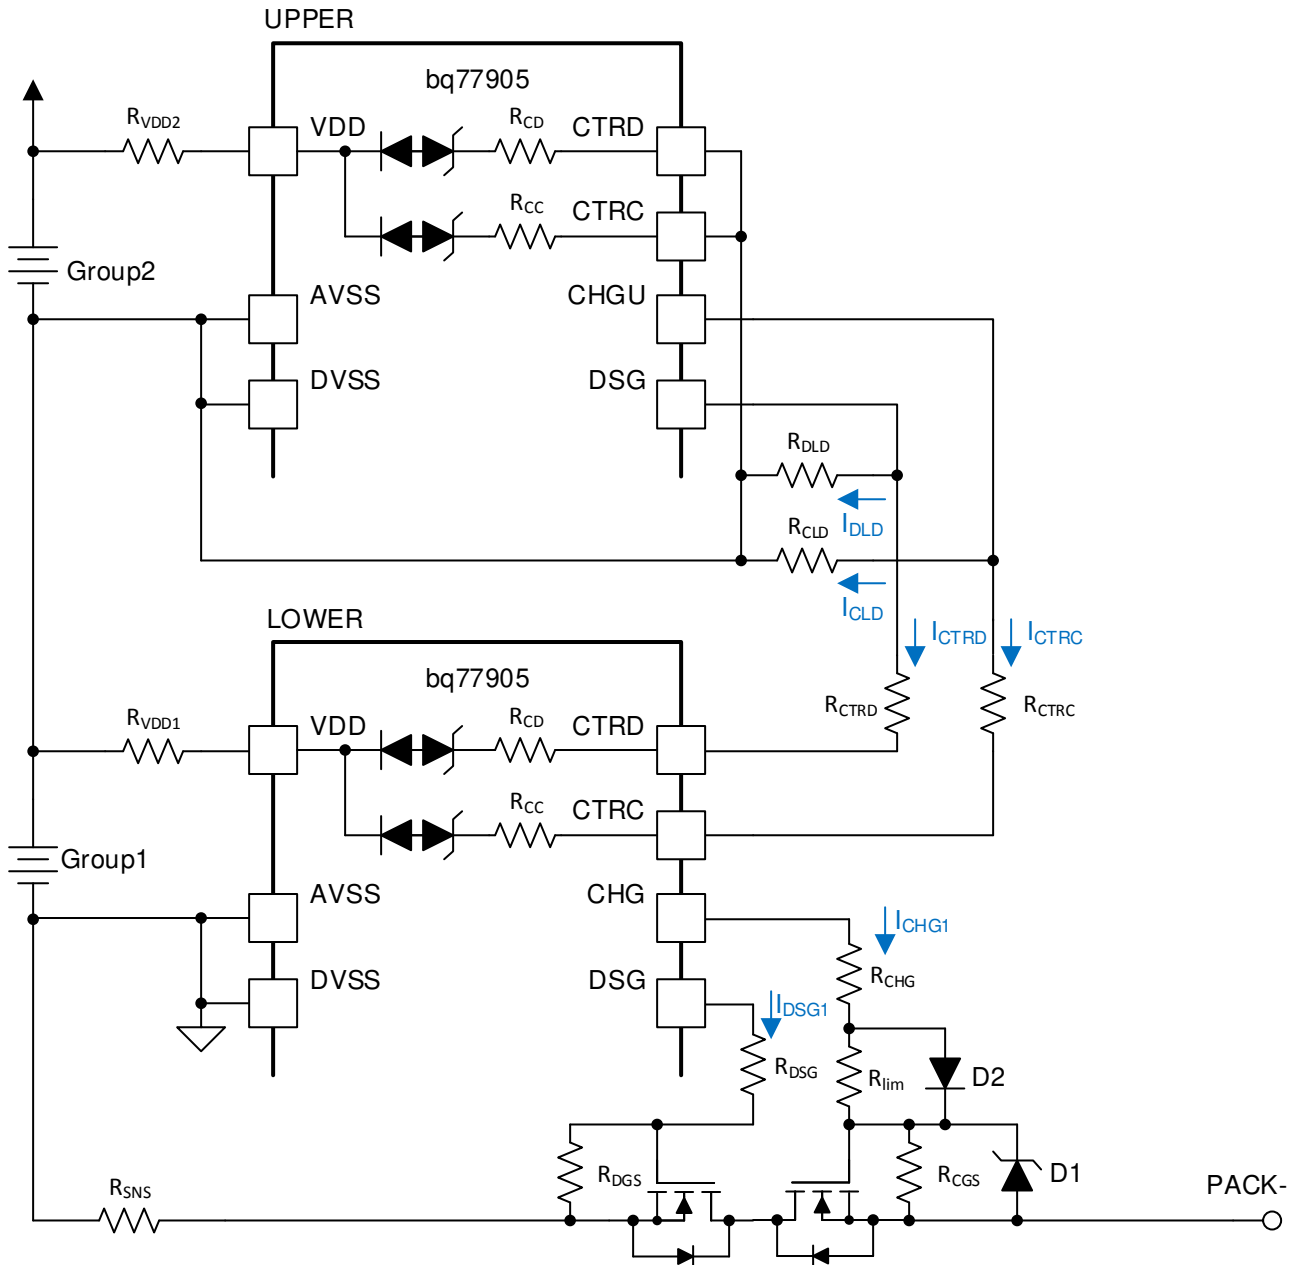 UPPER
bq77905
RVDD2
VDD
RCD
CTRD
RCC
CTRC
Group2
AVSS
CHGU
DVSS
DSG
RDLD
IDLD
RCLD
ICLD
LOWER
ICTRD
ICTRC
bq77905
RVDD1
VDD
RCD
CTRD
RCTRD
RCTRC
RCC
CTRC
Group1
AVSS
CHG
ICHG1
DVSS
DSG
RCHG
IDSG1
RDSG
Rlim
D2
RDGS
RCGS
D1
RSNS
PACK-